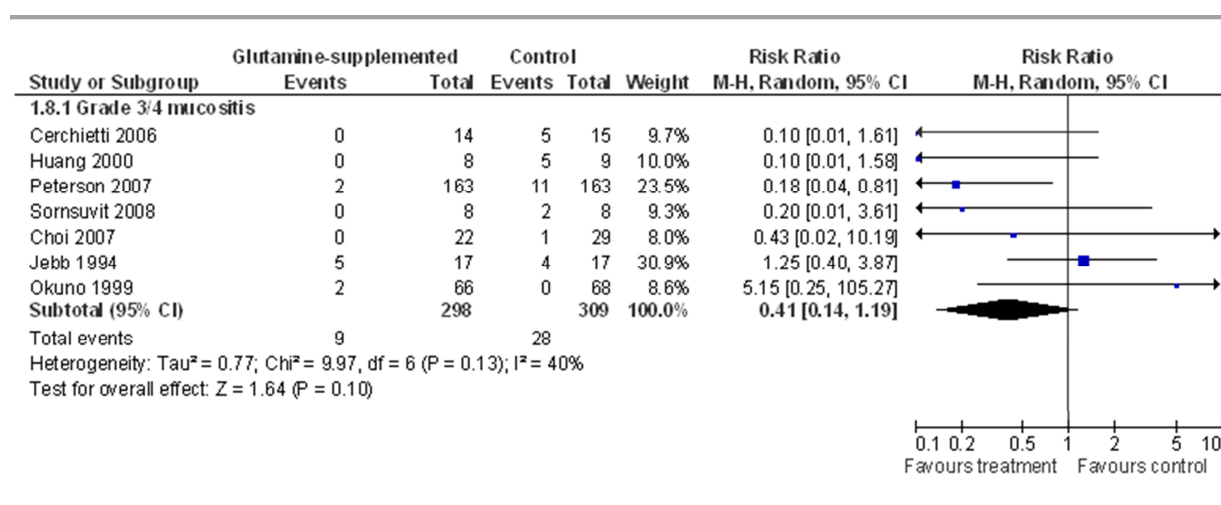 Glutamine-supplemented Control Risk Ratio Risk Ratio
Study or Subgroup Events Total Events Total Weight M-H, Random, 95% CI M-H, Random, 95% CI
1.8.1 Grade 3/4 mucositis
Cerchietti 2006 0 14 5 15 9.7% 0.10 [0.01, 1.61]
Huang 2000 0 8 5 9 10.0% 0.10 [0.01, 1.58]
Peterson 2007 2 163 11 163 23.5% 0.18 [0.04, 0.81]
Sornsuvit 2008 0 8 2 8 9.3% 0.20 [0.01, 3.61]
Choi 2007 0 22 1 29 8.0% 0.43 [0.02, 10.19]
Jebb 1994 5 17 4 17 30.9% 1.25 [0.40, 3.87]
Okuno 1999 2 66 0 68 8.6% 5.15 [0.25, 105.27]
Subtotal (95% CI) 298 309 100.0% 0.41 [0.14, 1.19]
Total events 9 28
Heterogeneity: Tau² = 0.77; Chi² = 9.97, df = 6 (P = 0.13); I² = 40%
Test for overall effect: Z = 1.64 (P = 0.10)
0.1 0.2 0.5 1 2 5 10
Favours treatment Favours control